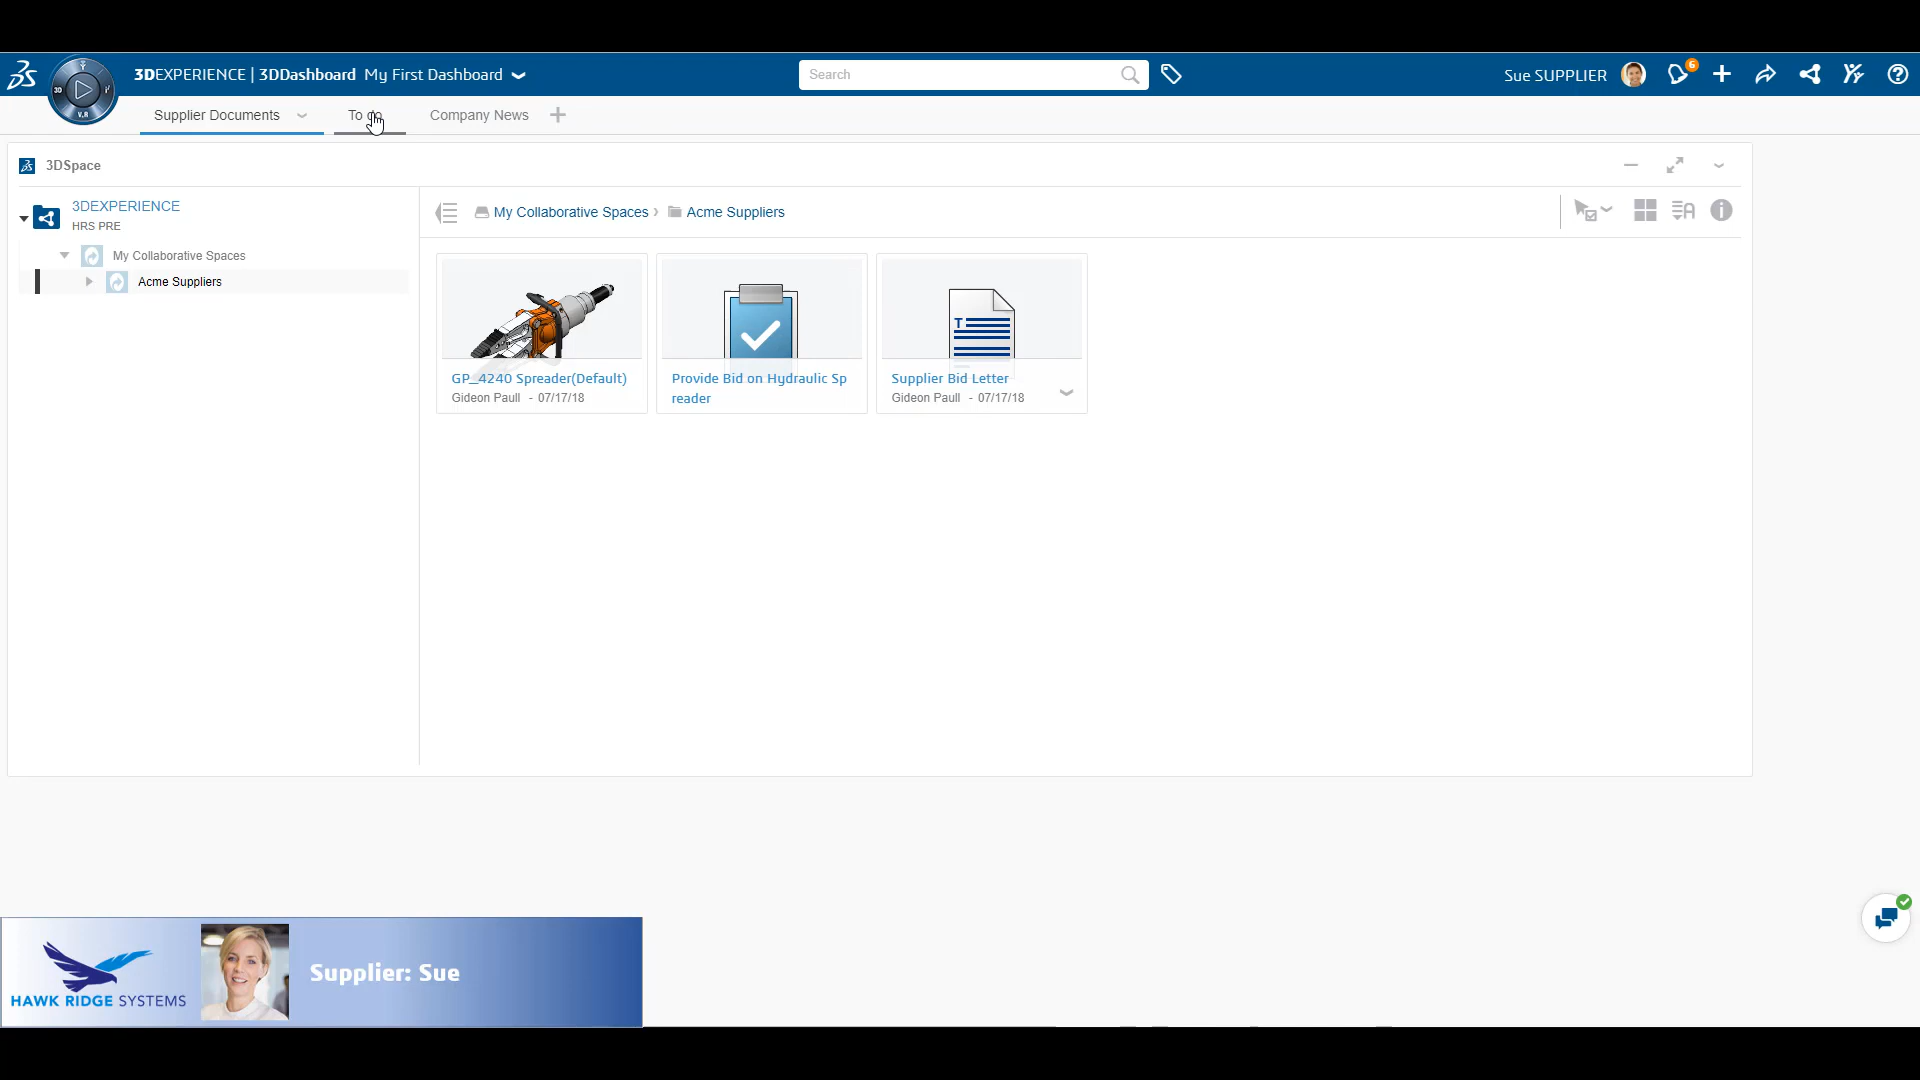 3DEXPERIENCE | 3DDashboard My First Dashboard
Search
Sue SUPPLIER
6
3D
V.R
Supplier Documents
To do
Company News
3DSpace
3DEXPERIENCE
HRS PRE
My Collaborative Spaces
Acme Suppliers
My Collaborative Spaces › Acme Suppliers
GP_4240 Spreader(Default)
Gideon Paull - 07/17/18
Provide Bid on Hydraulic Sp
reader
Supplier Bid Letter
Gideon Paull - 07/17/18
HAWK RIDGE SYSTEMS
Supplier: Sue